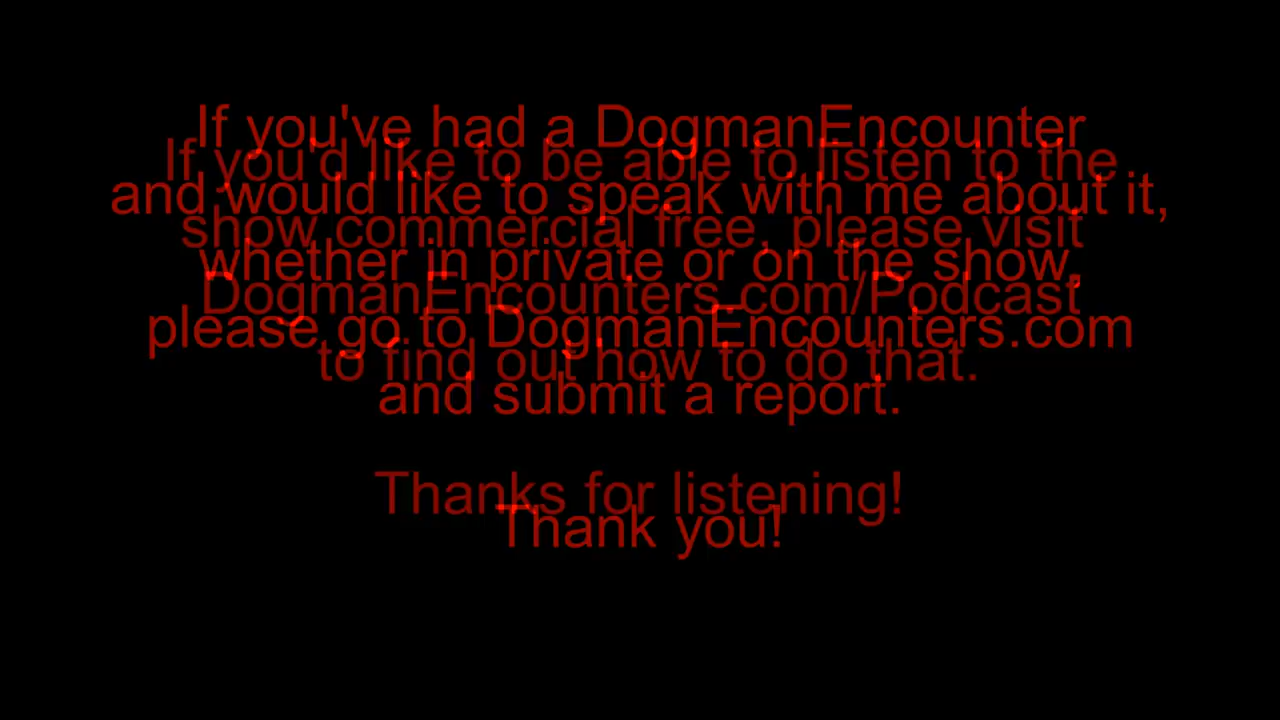 If you've had a DogmanEncounter
If you'd like to be able to listen to the
and would like to speak with me about it,
show commercial free, please visit
whether in private or on the show,
DogmanEncounters.com/Podcast
please go to DogmanEncounters.com
to find out how to do that.
and submit a report.
Thanks for listening!
Thank you!